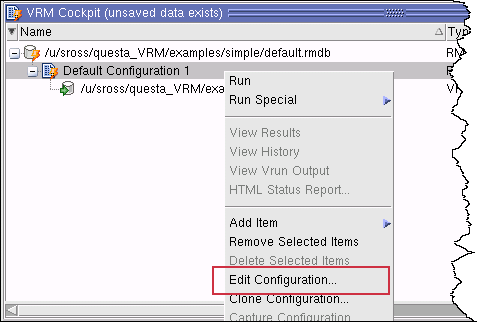 VRM Cockpit (unsaved data exists)
Name Typ
/u/sross/questa_VRM/examples/simple/default.rmdb RM
Default Configuration 1
/u/sross/questa_VRM/exa
Run
Run Special
View Results
View History
View Vrun Output
HTML Status Report...
Add Item
Remove Selected Items
Delete Selected Items
Edit Configuration...
Clone Configuration...
Capture Configuration